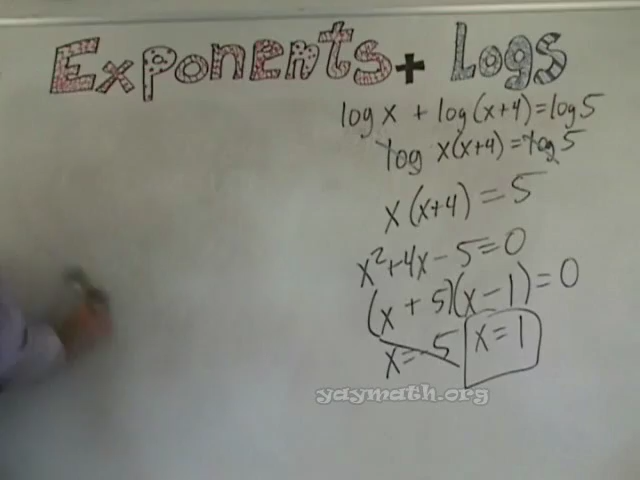 Exponents + Logs
log x + log(x+4) = log 5
log x(x+4) = log 5
x(x+4) = 5
x² + 4x - 5 = 0
(x + 5)(x - 1) = 0
x = -5 x = 1
yaymath.org